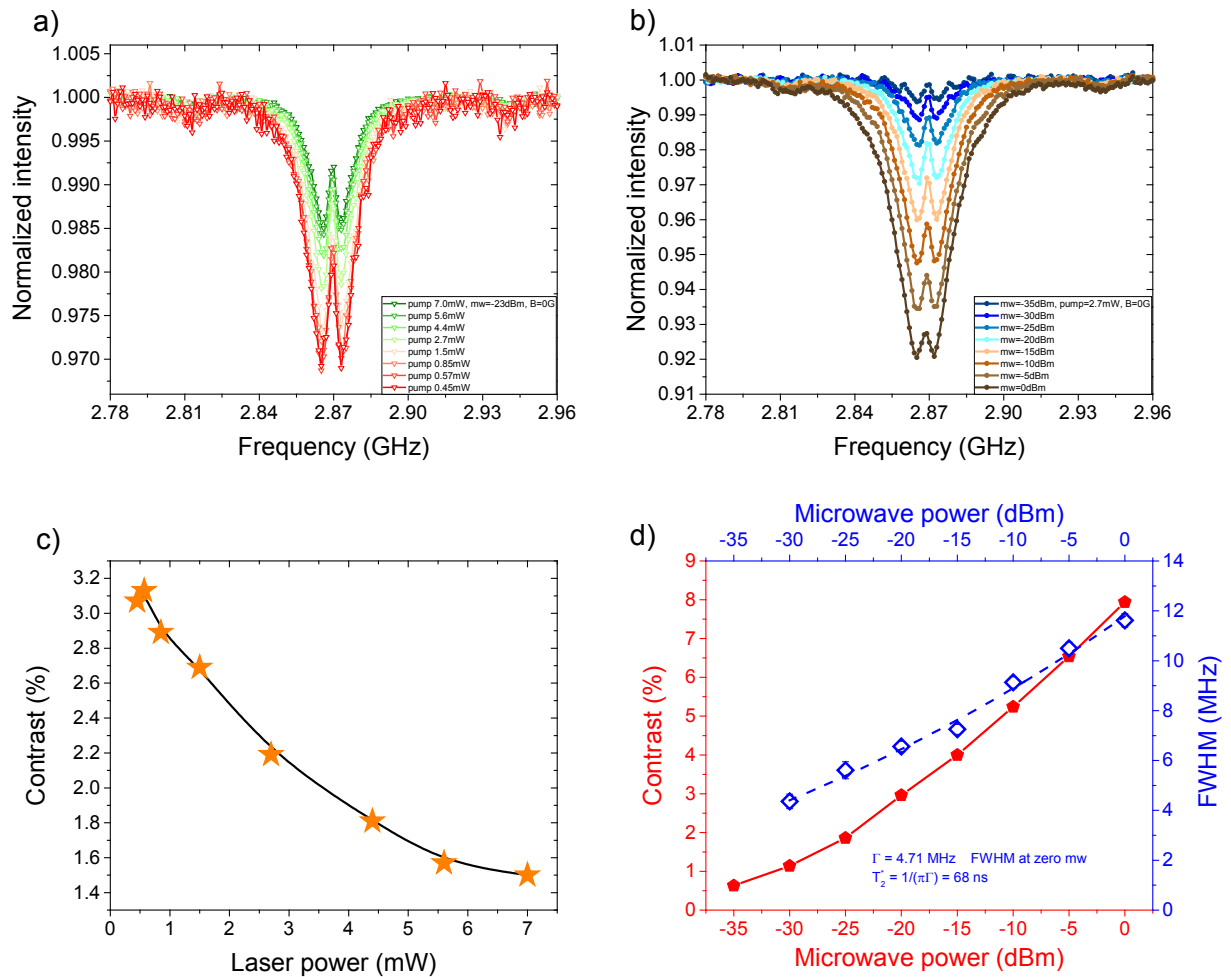 a)
1.005
1.000
0.995
0.990
0.985
0.980
0.975
0.970
Normalized intensity
pump 7.0mW, mw=-23dBm, B=0G
pump 5.6mW
pump 4.4mW
pump 2.7mW
pump 1.5mW
pump 0.85mW
pump 0.57mW
pump 0.45mW
2.78 2.81 2.84 2.87 2.90 2.93 2.96
Frequency (GHz)
b)
1.01
1.00
0.99
0.98
0.97
0.96
0.95
0.94
0.93
0.92
0.91
Normalized intensity
mw=-35dBm, pump=2.7mW, B=0G
mw=-30dBm
mw=-25dBm
mw=-20dBm
mw=-15dBm
mw=-10dBm
mw=-5dBm
mw=0dBm
2.78 2.81 2.84 2.87 2.90 2.93 2.96
Frequency (GHz)
c)
3.2
3.0
2.8
2.6
2.4
2.2
2.0
1.8
1.6
1.4
Contrast (%)
0 1 2 3 4 5 6 7
Laser power (mW)
d)
Microwave power (dBm)
-35 -30 -25 -20 -15 -10 -5 0
9
8
7
6
5
4
3
2
1
0
Contrast (%)
14
12
10
8
6
4
2
0
FWHM (MHz)
Γ = 4.71 MHz FWHM at zero mw
T₂* = 1/(πΓ) = 68 ns
-35 -30 -25 -20 -15 -10 -5 0
Microwave power (dBm)